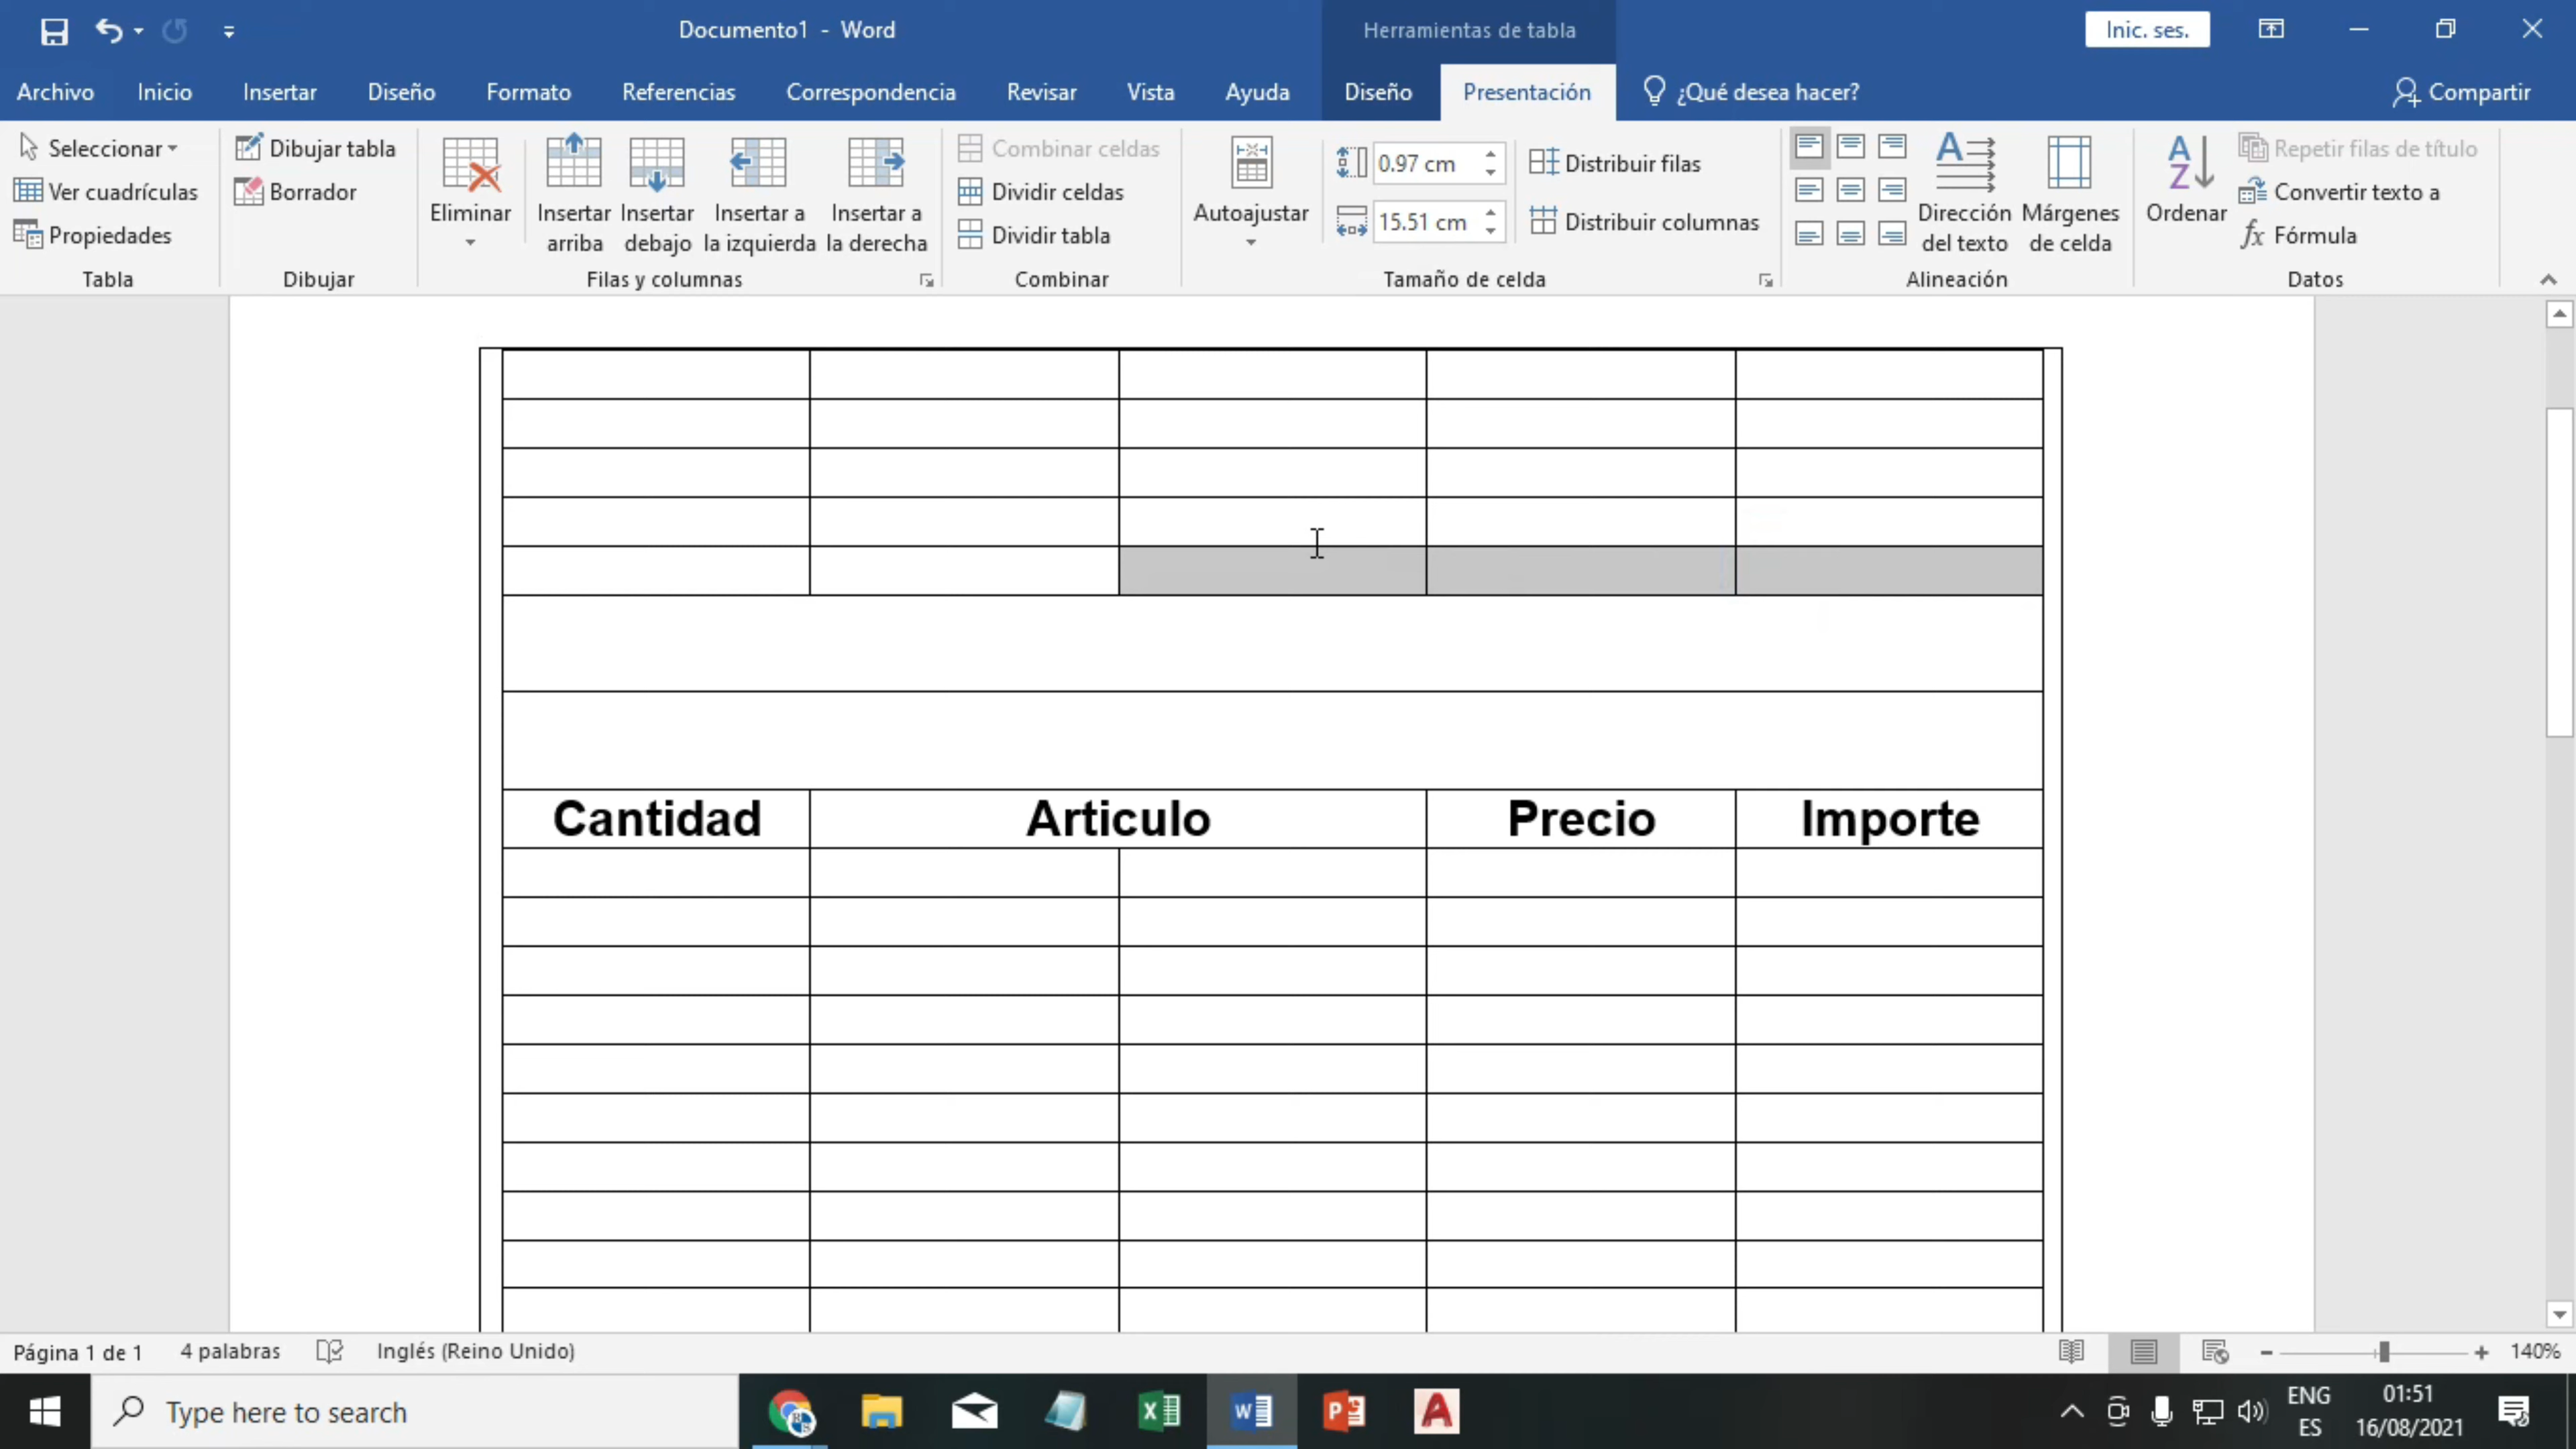 Documento1 - Word
Herramientas de tabla
Inic. ses.
Archivo Inicio Insertar Diseño Formato Referencias Correspondencia Revisar Vista Ayuda Diseño Presentación ¿Qué desea hacer? Compartir
Seleccionar
Ver cuadrículas
Propiedades
Tabla
Dibujar tabla
Borrador
Dibujar
Eliminar
Insertar arriba
Insertar debajo
Insertar a la izquierda
Insertar a la derecha
Filas y columnas
Combinar celdas
Dividir celdas
Dividir tabla
Combinar
Autoajustar
0.97 cm
15.51 cm
Distribuir filas
Distribuir columnas
Tamaño de celda
Dirección del texto
Márgenes de celda
Alineación
Ordenar
Repetir filas de título
Convertir texto a
fx Fórmula
Datos
Cantidad Articulo Precio Importe
Página 1 de 1 4 palabras Inglés (Reino Unido) 140%
Type here to search
ENG
ES
01:51
16/08/2021